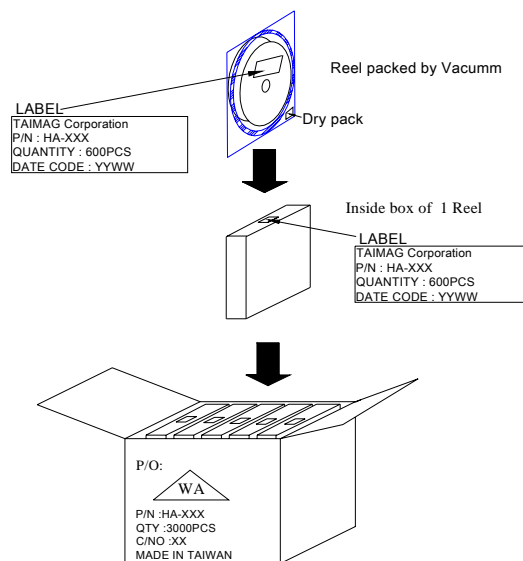 Reel packed by Vacumm
LABEL
TAIMAG Corporation
P/N : HA-XXX
QUANTITY : 600PCS
DATE CODE : YYWW
Dry pack
Inside box of 1 Reel
LABEL
TAIMAG Corporation
P/N : HA-XXX
QUANTITY : 600PCS
DATE CODE : YYWW
P/O:
WA
P/N :HA-XXX
QTY :3000PCS
C/NO :XX
MADE IN TAIWAN